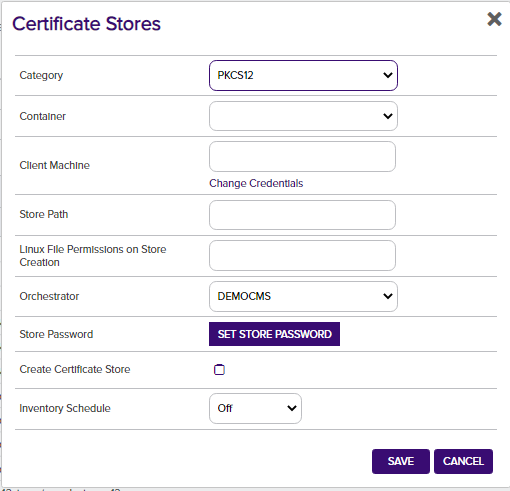 Certificate Stores
Category
PKCS12
Container
Client Machine
Change Credentials
Store Path
Linux File Permissions on Store
Creation
Orchestrator
DEMOCMS
Store Password
SET STORE PASSWORD
Create Certificate Store
Inventory Schedule
Off
SAVE
CANCEL